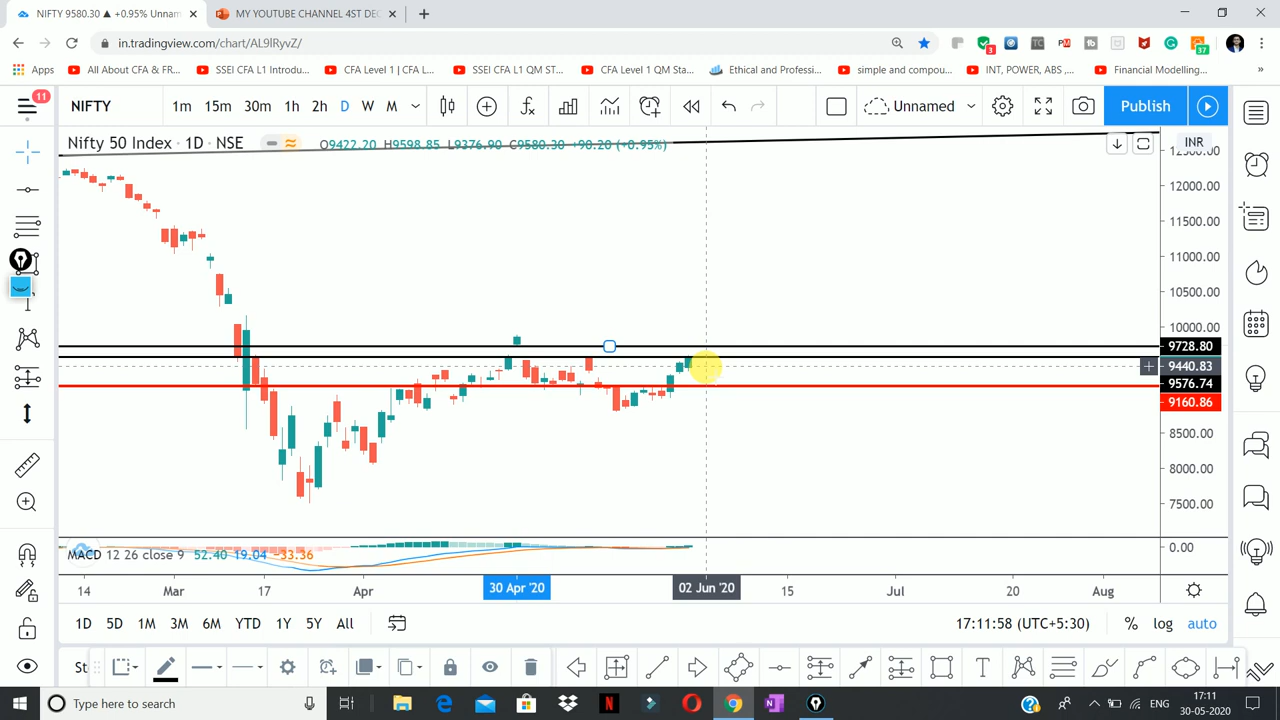 NIFTY 9580.30 ▲ +0.95% Unnam
MY YOUTUBE CHANNEL 4ST DEC
in.tradingview.com/chart/AL9lRyvZ/
3
37
Apps
All About CFA & FR...
SSEI CFA L1 Introdu...
CFA Level 1 I CFA L...
SSEI CFA L1 QM ST...
CFA Level 1 QM Sta...
Ethical and Professi...
simple and compou...
INT, POWER, ABS ,...
Financial Modelling...
11
NIFTY
1m 15m 30m 1h 2h D W M
Unnamed
Publish
Nifty 50 Index · 1D · NSE
O9422.20 H9598.85 L9376.90 C9580.30 +90.20 (+0.95%)
INR
12500.00
12000.00
11500.00
11000.00
10500.00
10000.00
9728.80
9440.83
9576.74
9160.86
8500.00
8000.00
7500.00
MACD 12 26 close 9 52.40 19.04 −33.36
0.00
14 Mar 17 Apr 30 Apr '20 02 Jun '20 15 Jul 20 Aug
1D 5D 1M 3M 6M YTD 1Y 5Y All
17:11:58 (UTC+5:30)
% log auto
St
T
Type here to search
ENG
17:11
30-05-2020